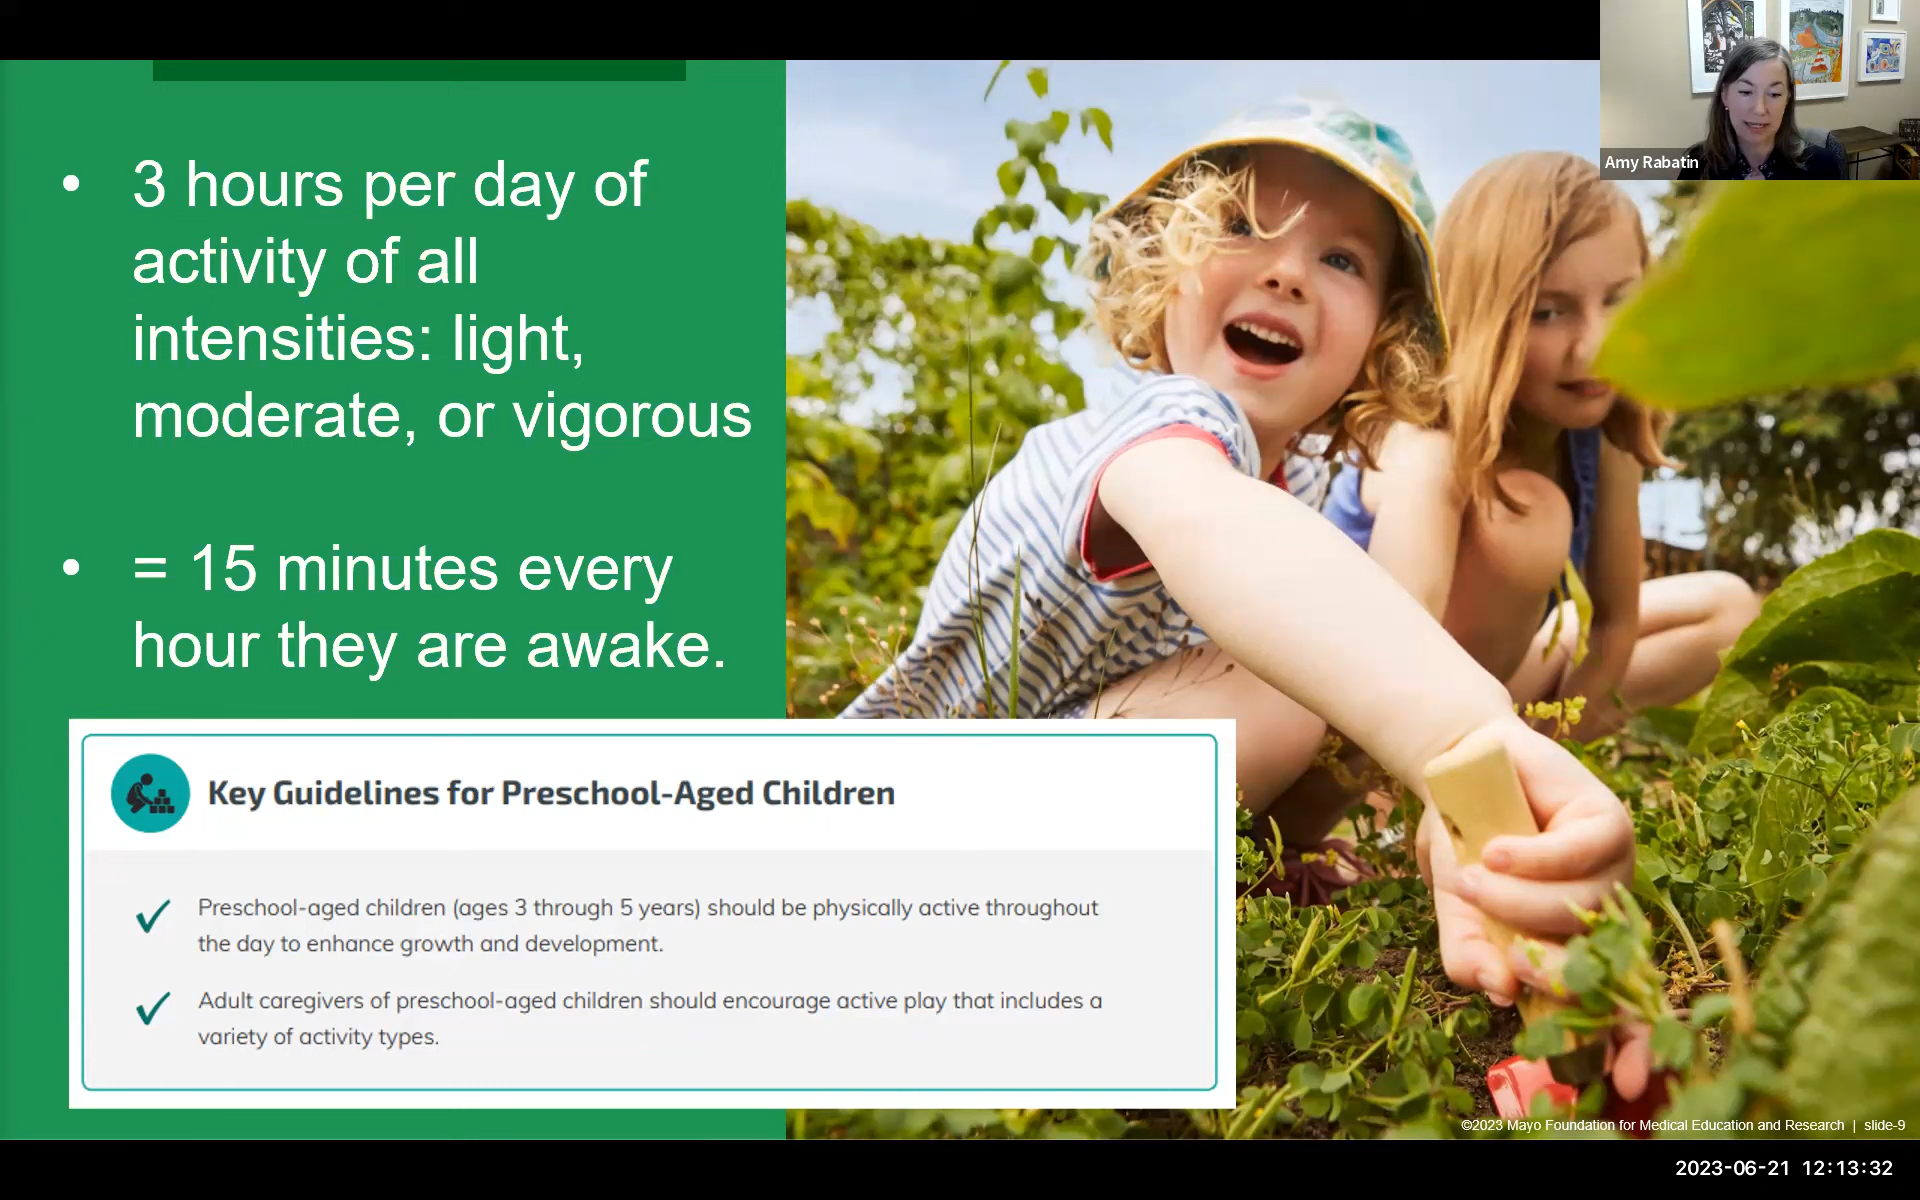 Amy Rabatin
• 3 hours per day of
activity of all
intensities: light,
moderate, or vigorous
• = 15 minutes every
hour they are awake.
Key Guidelines for Preschool-Aged Children
Preschool-aged children (ages 3 through 5 years) should be physically active throughout
the day to enhance growth and development.
Adult caregivers of preschool-aged children should encourage active play that includes a
variety of activity types.
©2023 Mayo Foundation for Medical Education and Research | slide-9
2023-06-21 12:13:32